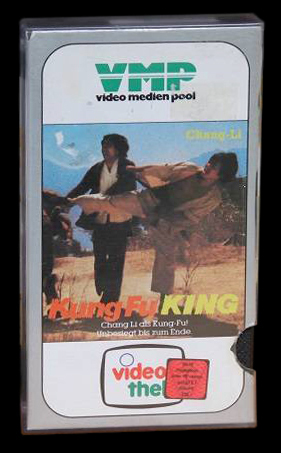 VMP
video medien pool
Chang-Li
Kung-Fu KING
Chang Li als Kung-Fu!
Unbesiegt bis zum Ende.
video
the